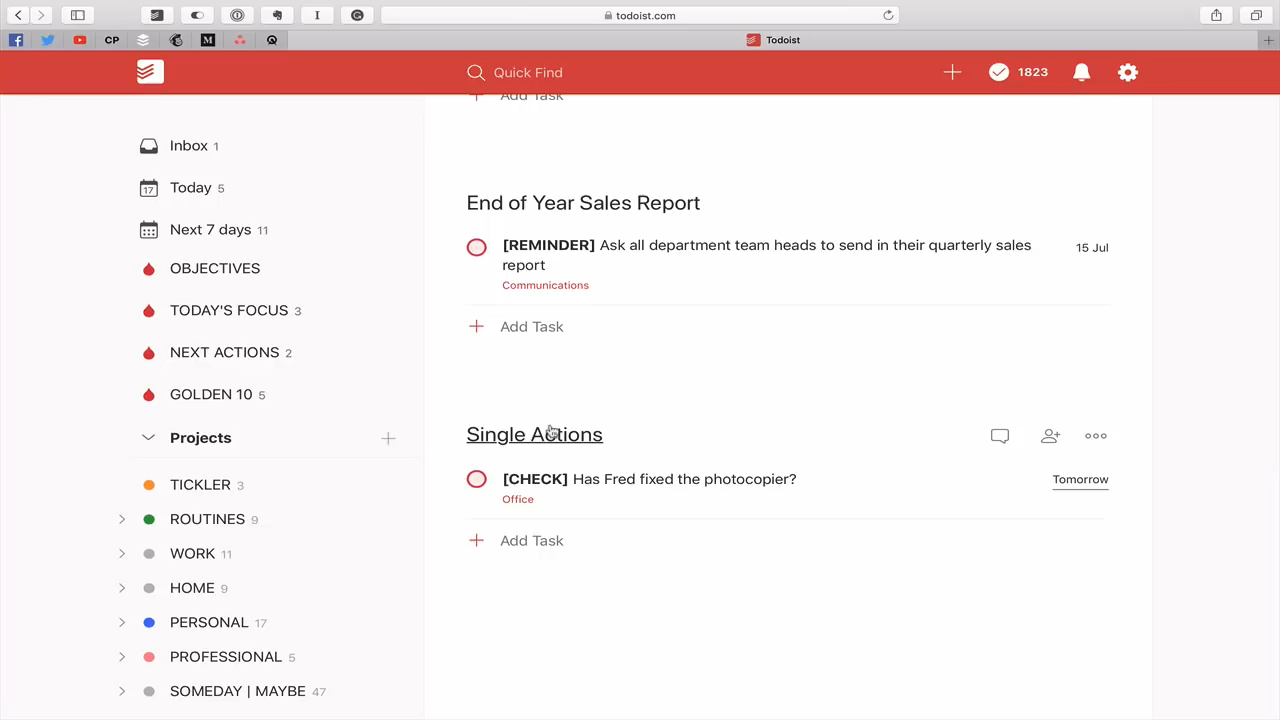 todoist.com
CP
M
Todoist
Quick Find
1823
Add Task
Inbox 1
17 Today 5
Next 7 days 11
OBJECTIVES
TODAY'S FOCUS 3
NEXT ACTIONS 2
GOLDEN 10 5
Projects
TICKLER 3
ROUTINES 9
WORK 11
HOME 9
PERSONAL 17
PROFESSIONAL 5
SOMEDAY | MAYBE 47
End of Year Sales Report
[REMINDER] Ask all department team heads to send in their quarterly sales
report
15 Jul
Communications
Add Task
Single Actions
[CHECK] Has Fred fixed the photocopier?
Tomorrow
Office
Add Task